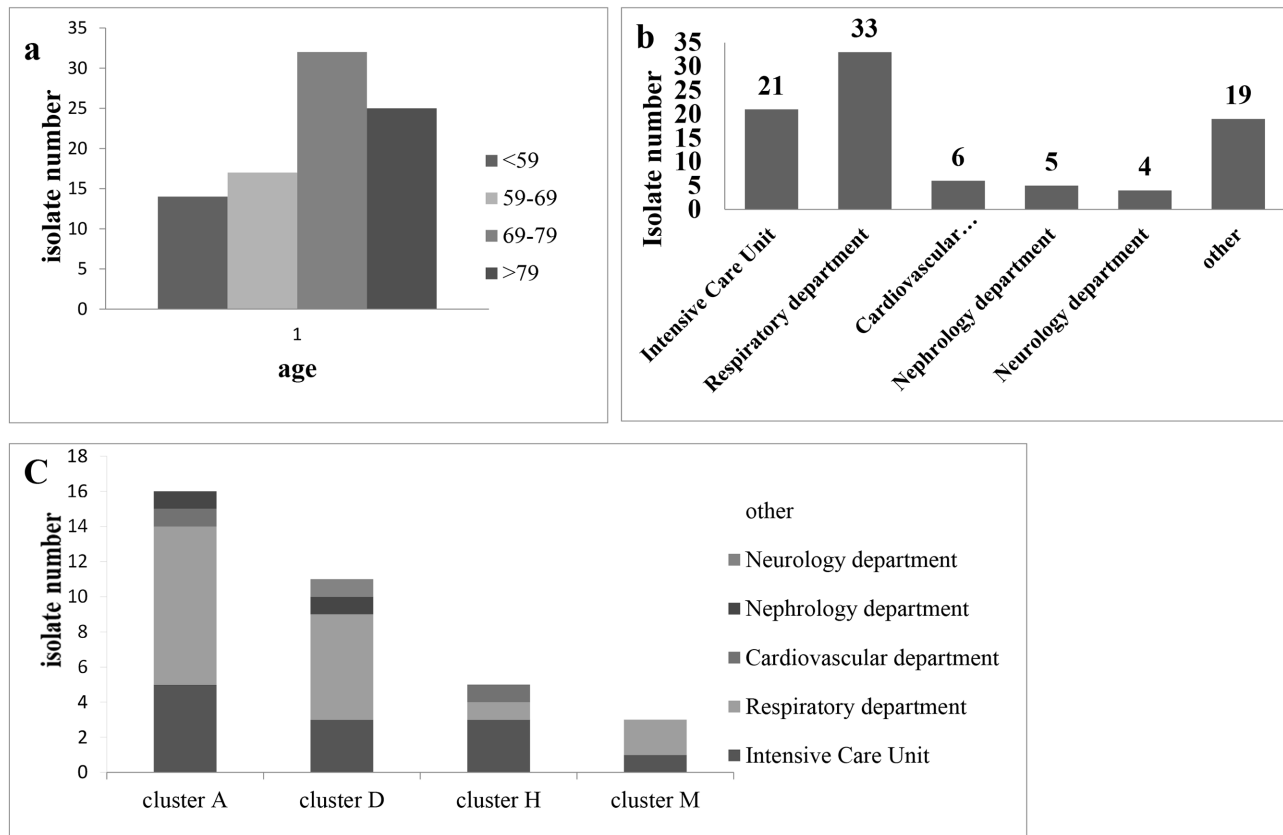 a
35
30
25
20
15
10
5
0
isolate number
1
age
<59
59-69
69-79
>79
b
35
30
25
20
15
10
5
0
Isolate number
21
33
6
5
4
19
Intensive Care Unit
Respiratory department
Cardiovascular…
Nephrology department
Neurology department
other
C
18
16
14
12
10
8
6
4
2
0
isolate number
cluster A
cluster D
cluster H
cluster M
other
Neurology department
Nephrology department
Cardiovascular department
Respiratory department
Intensive Care Unit